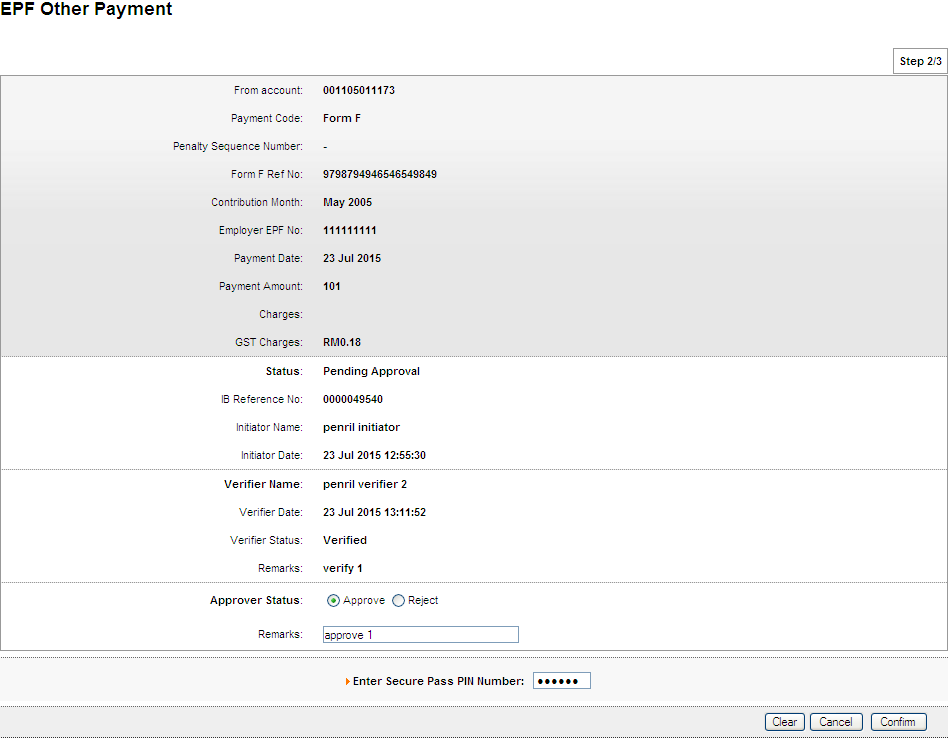 EPF Other Payment
Step 2/3
From account: 001105011173
Payment Code: Form F
Penalty Sequence Number: -
Form F Ref No: 9798794946546549849
Contribution Month: May 2005
Employer EPF No: 111111111
Payment Date: 23 Jul 2015
Payment Amount: 101
Charges:
GST Charges: RM0.18
Status: Pending Approval
IB Reference No: 0000049540
Initiator Name: penril initiator
Initiator Date: 23 Jul 2015 12:55:30
Verifier Name: penril verifier 2
Verifier Date: 23 Jul 2015 13:11:52
Verifier Status: Verified
Remarks: verify 1
Approver Status: Approve Reject
Remarks: approve 1
Enter Secure Pass PIN Number: ••••••
Clear Cancel Confirm